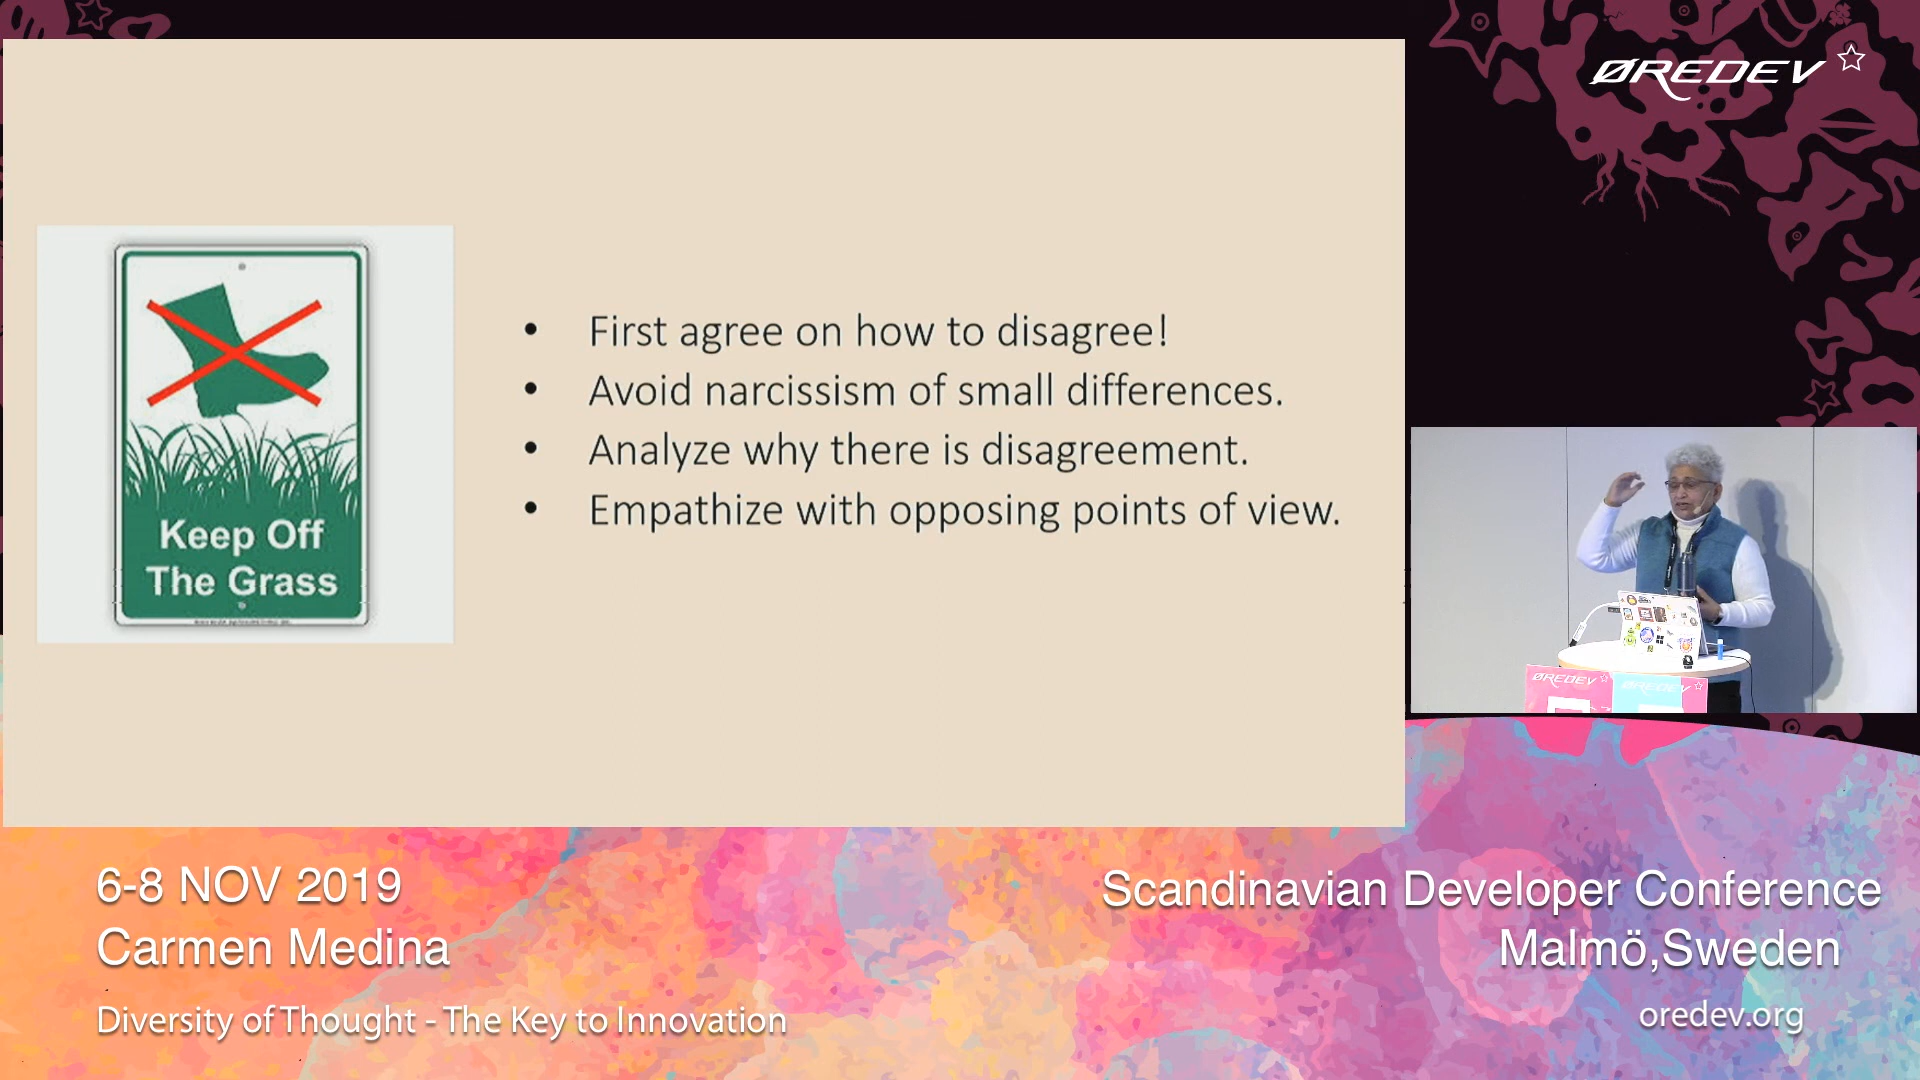 ØREDEV
Keep Off
The Grass
• First agree on how to disagree!
• Avoid narcissism of small differences.
• Analyze why there is disagreement.
• Empathize with opposing points of view.
ØREDEV
ØREDEV
6-8 NOV 2019
Carmen Medina
Diversity of Thought - The Key to Innovation
Scandinavian Developer Conference
Malmö,Sweden
oredev.org